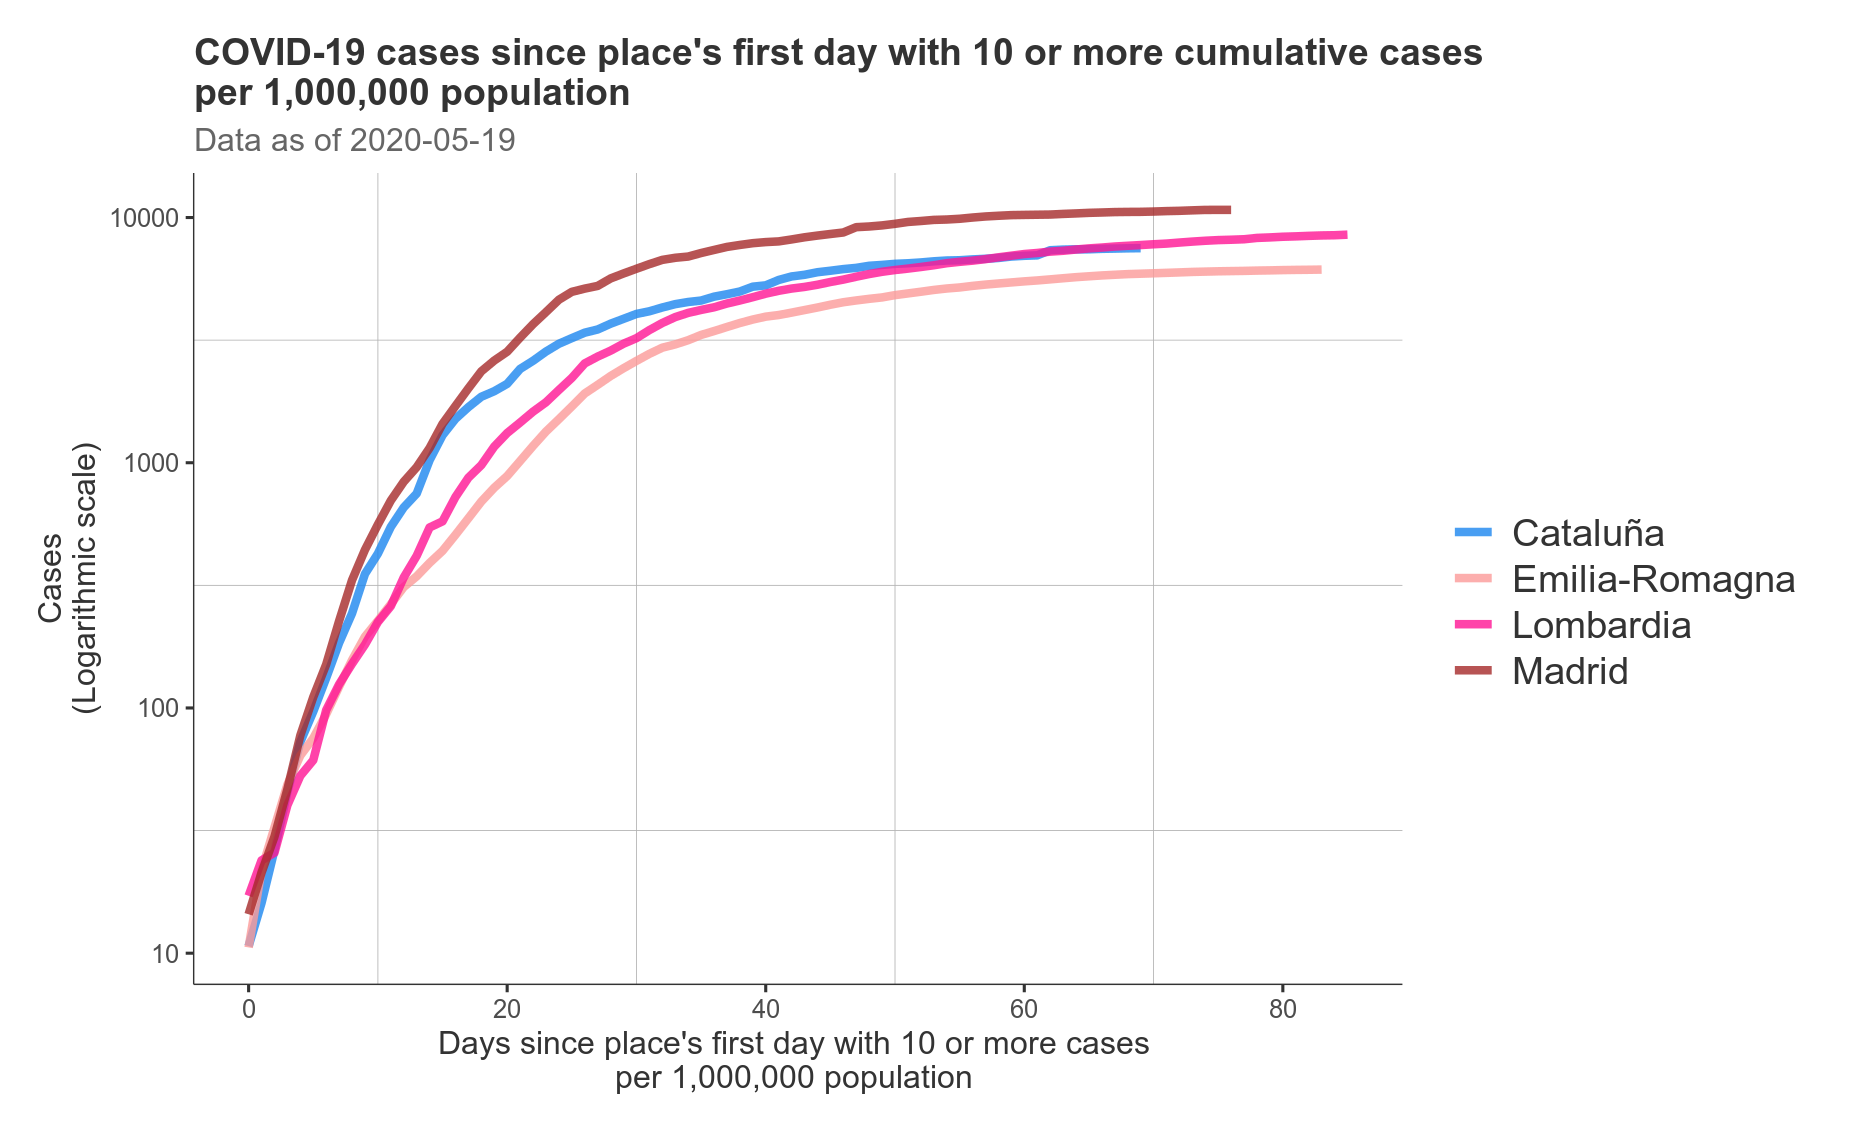 COVID-19 cases since place's first day with 10 or more cumulative cases
per 1,000,000 population
Data as of 2020-05-19
10000
1000
100
10
Cases
(Logarithmic scale)
0
20
40
60
80
Days since place's first day with 10 or more cases
per 1,000,000 population
Cataluña
Emilia-Romagna
Lombardia
Madrid